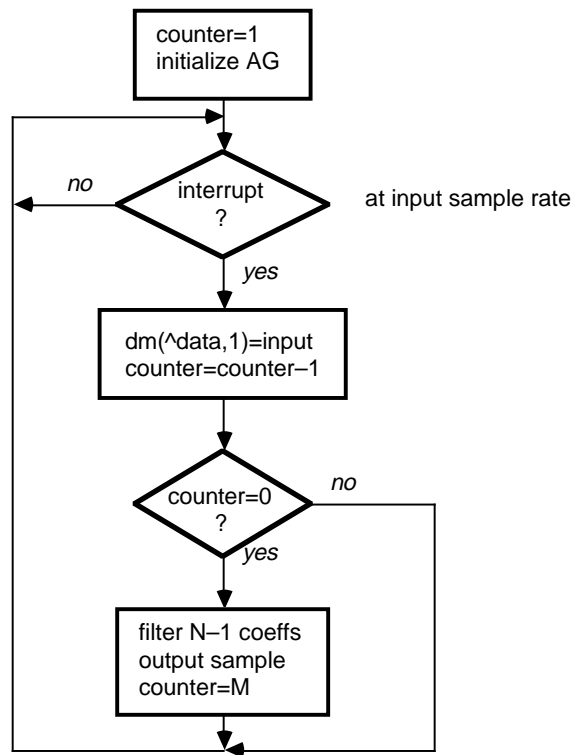 counter=1
initialize AG
no
interrupt
?
at input sample rate
yes
dm(^data,1)=input
counter=counter–1
counter=0
?
no
yes
filter N–1 coeffs
output sample
counter=M